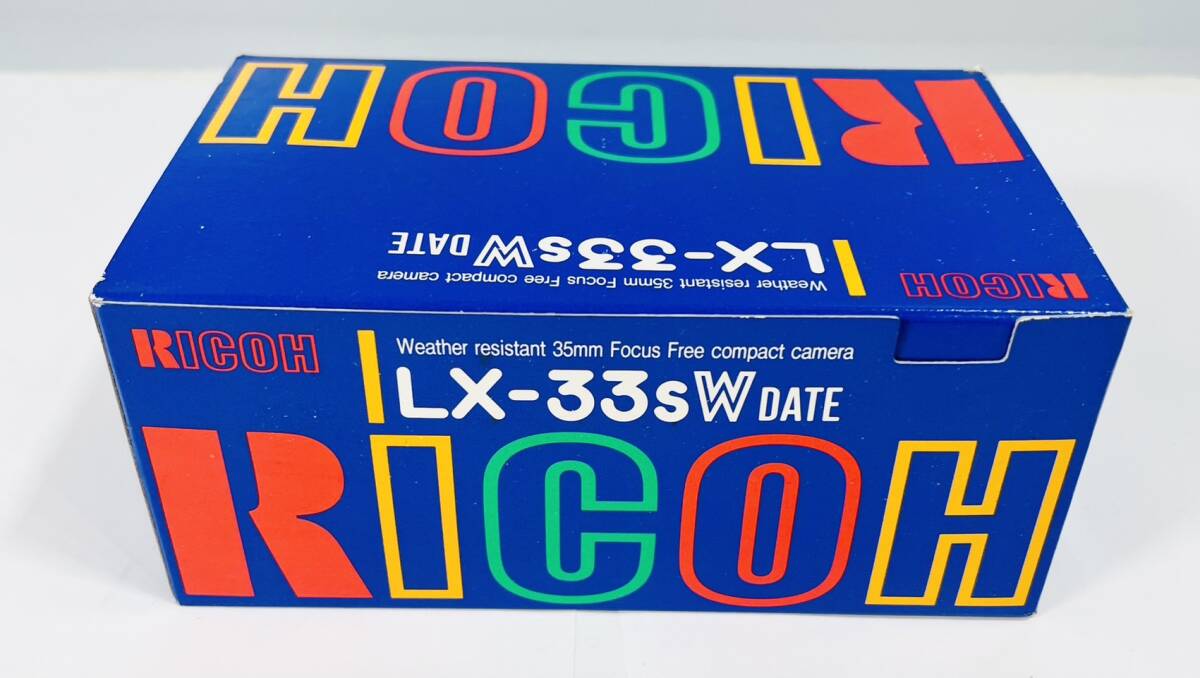 RICOH
LX-33sW DATE
Weather resistant 35mm Focus Free compact camera
RICOH
RICOH
Weather resistant 35mm Focus Free compact camera
LX-33sW DATE
RICOH